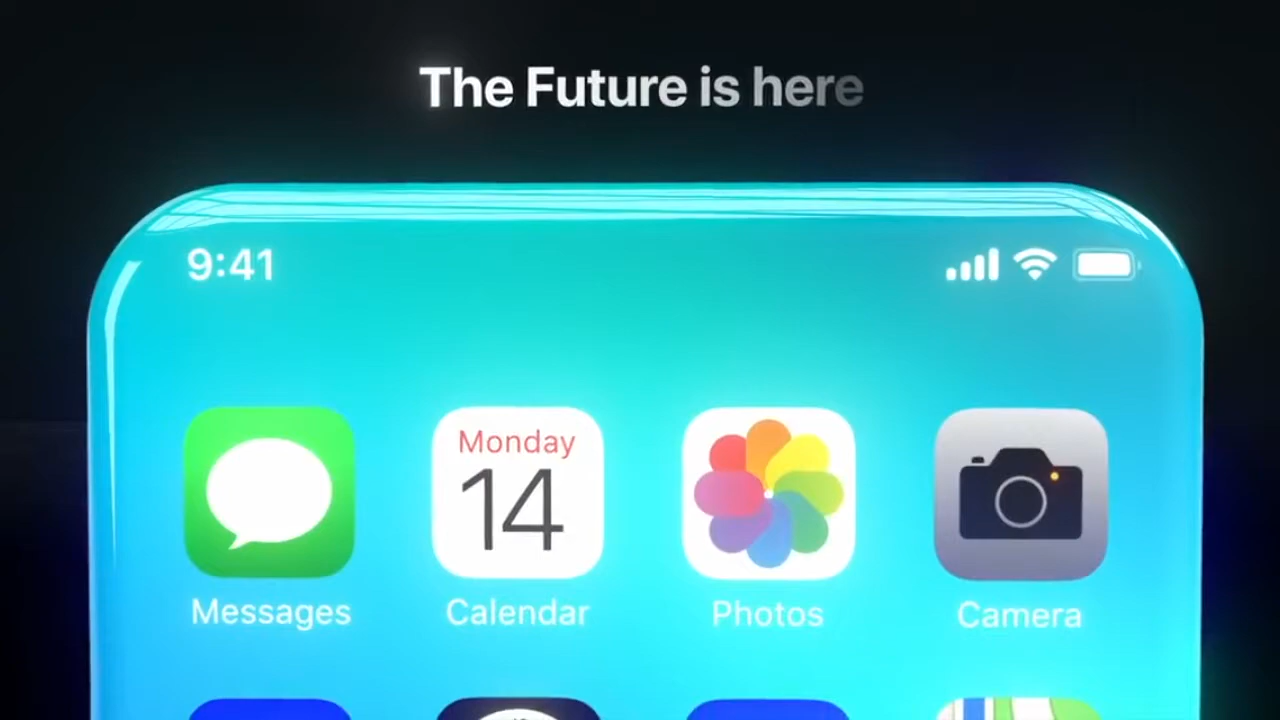 The Future is here
9:41
Monday
14
Messages
Calendar
Photos
Camera